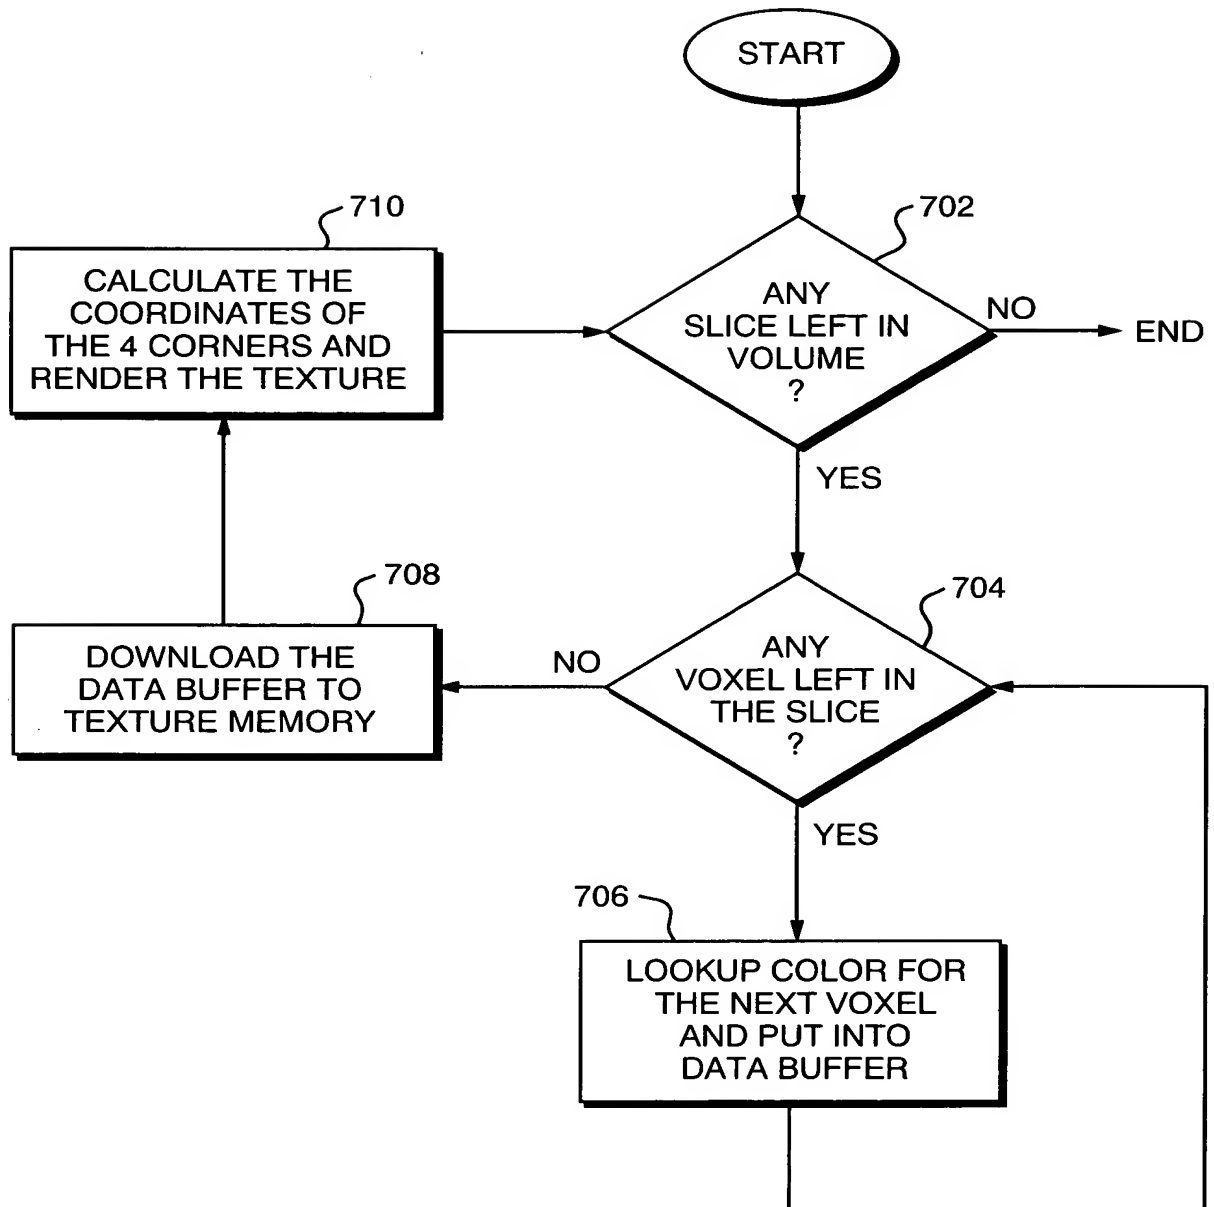 START
710
702
CALCULATE THE
COORDINATES OF
THE 4 CORNERS AND
RENDER THE TEXTURE
ANY
SLICE LEFT IN
VOLUME
?
NO
END
YES
708
704
DOWNLOAD THE
DATA BUFFER TO
TEXTURE MEMORY
NO
ANY
VOXEL LEFT IN
THE SLICE
?
YES
706
LOOKUP COLOR FOR
THE NEXT VOXEL
AND PUT INTO
DATA BUFFER